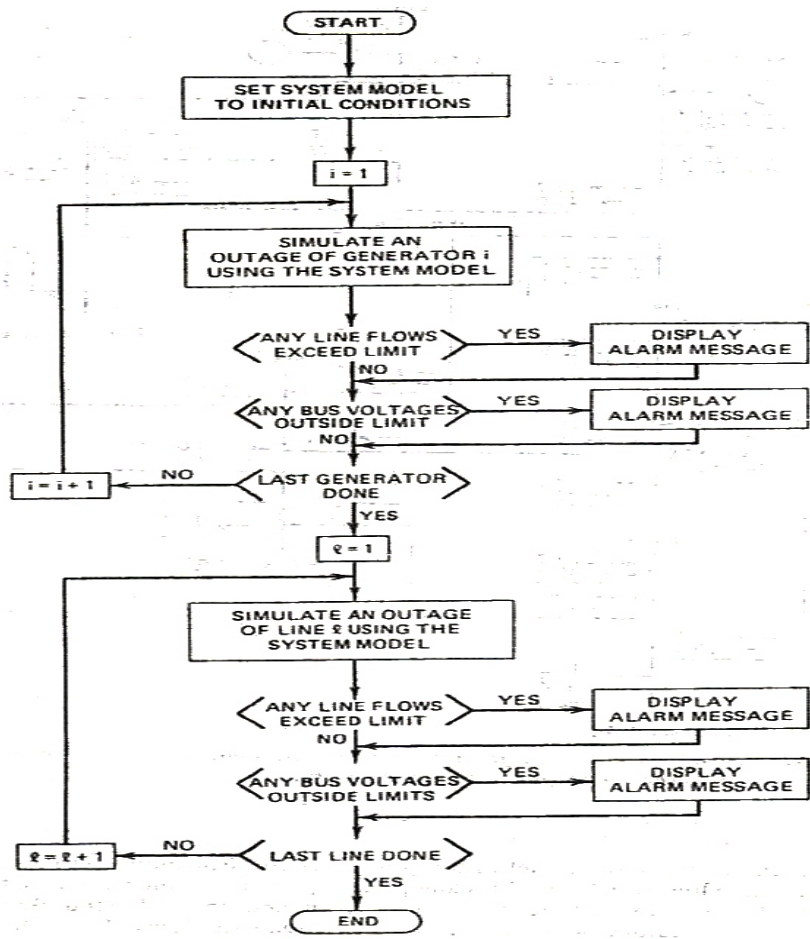 START
SET SYSTEM MODEL
TO INITIAL CONDITIONS
i = 1
SIMULATE AN
OUTAGE OF GENERATOR i
USING THE SYSTEM MODEL
ANY LINE FLOWS
EXCEED LIMIT
YES
DISPLAY
ALARM MESSAGE
NO
ANY BUS VOLTAGES
OUTSIDE LIMIT
YES
DISPLAY
ALARM MESSAGE
NO
LAST GENERATOR
DONE
NO
i = i + 1
YES
ℓ = 1
SIMULATE AN OUTAGE
OF LINE ℓ USING THE
SYSTEM MODEL
ANY LINE FLOWS
EXCEED LIMIT
YES
DISPLAY
ALARM MESSAGE
NO
ANY BUS VOLTAGES
OUTSIDE LIMITS
YES
DISPLAY
ALARM MESSAGE
LAST LINE DONE
NO
ℓ = ℓ + 1
YES
END